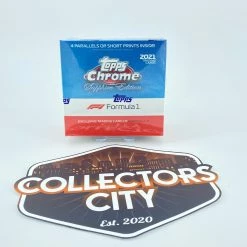 4 PARALLELS OR SHORT PRINTS INSIDE!
Topps
Chrome
Sapphire Edition
2021
Topps
F1 Formula 1
COLLECTORS
CITY
EST. 2020